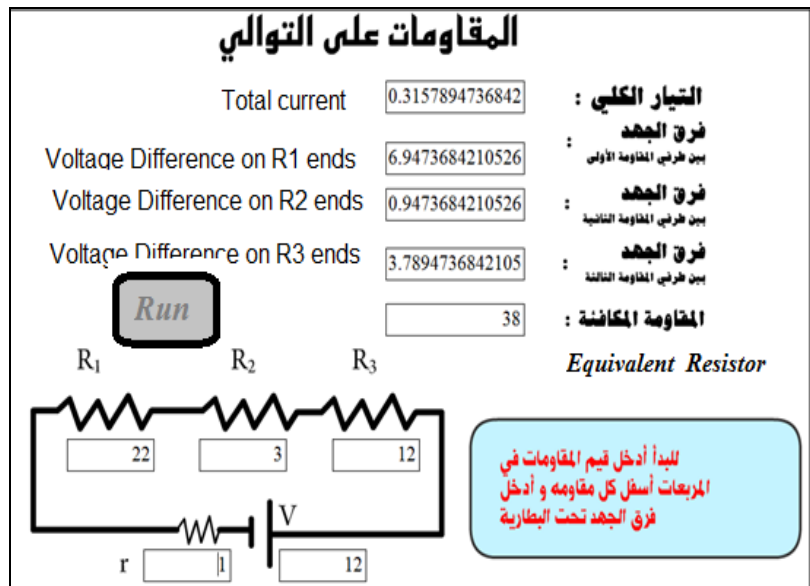 المقاومات على التوالي
Total current 0.3157894736842 التيار الكلي :
فرق الجهد :
Voltage Difference on R1 ends 6.9473684210526 بين طرفي المقاومة الأولى
Voltage Difference on R2 ends 0.9473684210526 فرق الجهد :
بين طرفي المقاومة الثانية
Voltage Difference on R3 ends 3.7894736842105 فرق الجهد :
بين طرفي المقاومة الثالثة
Run 38 المقاومة المكافئة :
R1 R2 R3 Equivalent Resistor
22 3 12
للبدأ أدخل قيم المقاومات في
المربعات أسفل كل مقاومه و أدخل
فرق الجهد تحت البطارية
V
r 1 12